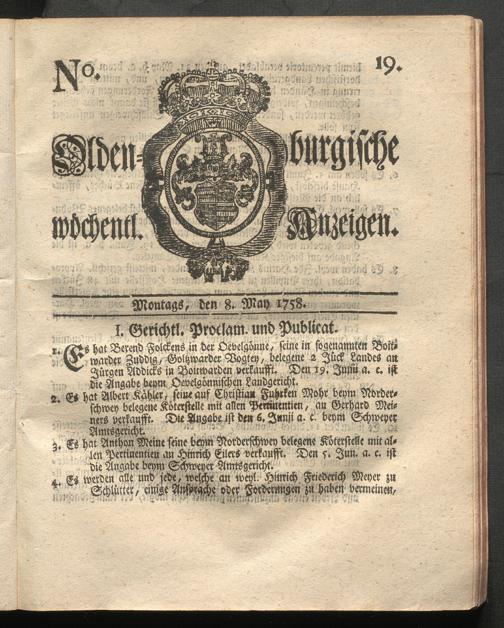 No. 19.
Olden= burgische
wöchentl. Anzeigen.
Montags, den 8. May 1758.
I. Gerichtl. Proclam. und Publicat.
1. Es hat Berend Folckens in der Oevelgönne, seine in sogenannten Boit-
warder Zuddig, Goltzwarder Vogtey, belegene 2 Jück Landes an
Jürgen Addicks in Boitwarden verkaufft. Den 19. Junii a. c. ist
die Angabe beym Oevelgönnischen Landgericht.
2. Es hat Albert Kähler, seine auf Christian Fuhrken Mohr beym Norder-
schwey belegene Köterstelle mit allen Pertinentien, an Gerhard Mei-
ners verkaufft. Die Angabe ist den 6. Junii a. c. beym Schweyer
Amtsgericht.
3. Es hat Anthon Meine seine beym Norderschwey belegene Köterstelle mit al-
len Pertinentien an Hinrich Eilers verkaufft. Den 5. Jun. a. c. ist
die Angabe beym Schweyer Amtsgericht.
4. Es werden alle und jede, welche an weyl. Hinrich Friederich Meyer zu
Schlütter, einige Ansprache oder Forderungen zu haben vermeinen,